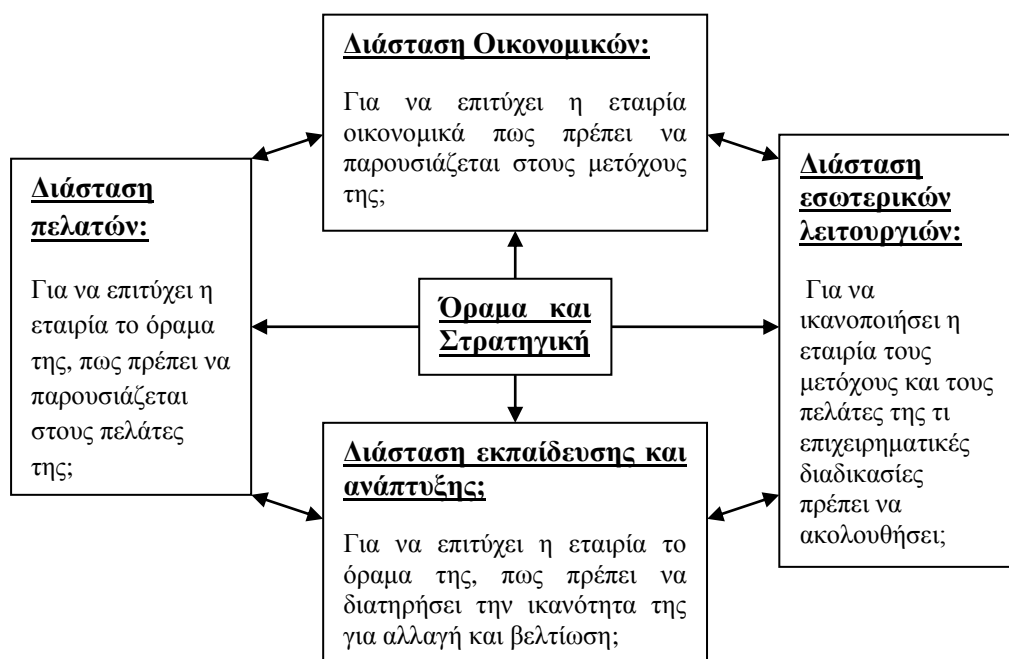 Διάσταση Οικονομικών:
Για να επιτύχει η εταιρία
οικονομικά πως πρέπει να
παρουσιάζεται στους μετόχους
της;
Διάσταση
πελατών:
Για να επιτύχει η
εταιρία το όραμα
της, πως πρέπει να
παρουσιάζεται
στους πελάτες
της;
Όραμα και
Στρατηγική
Διάσταση
εσωτερικών
λειτουργιών:
Για να
ικανοποιήσει η
εταιρία τους
μετόχους και τους
πελάτες της τι
επιχειρηματικές
διαδικασίες
πρέπει να
ακολουθήσει;
Διάσταση εκπαίδευσης και
ανάπτυξης;
Για να επιτύχει η εταιρία το
όραμα της, πως πρέπει να
διατηρήσει την ικανότητα της
για αλλαγή και βελτίωση;